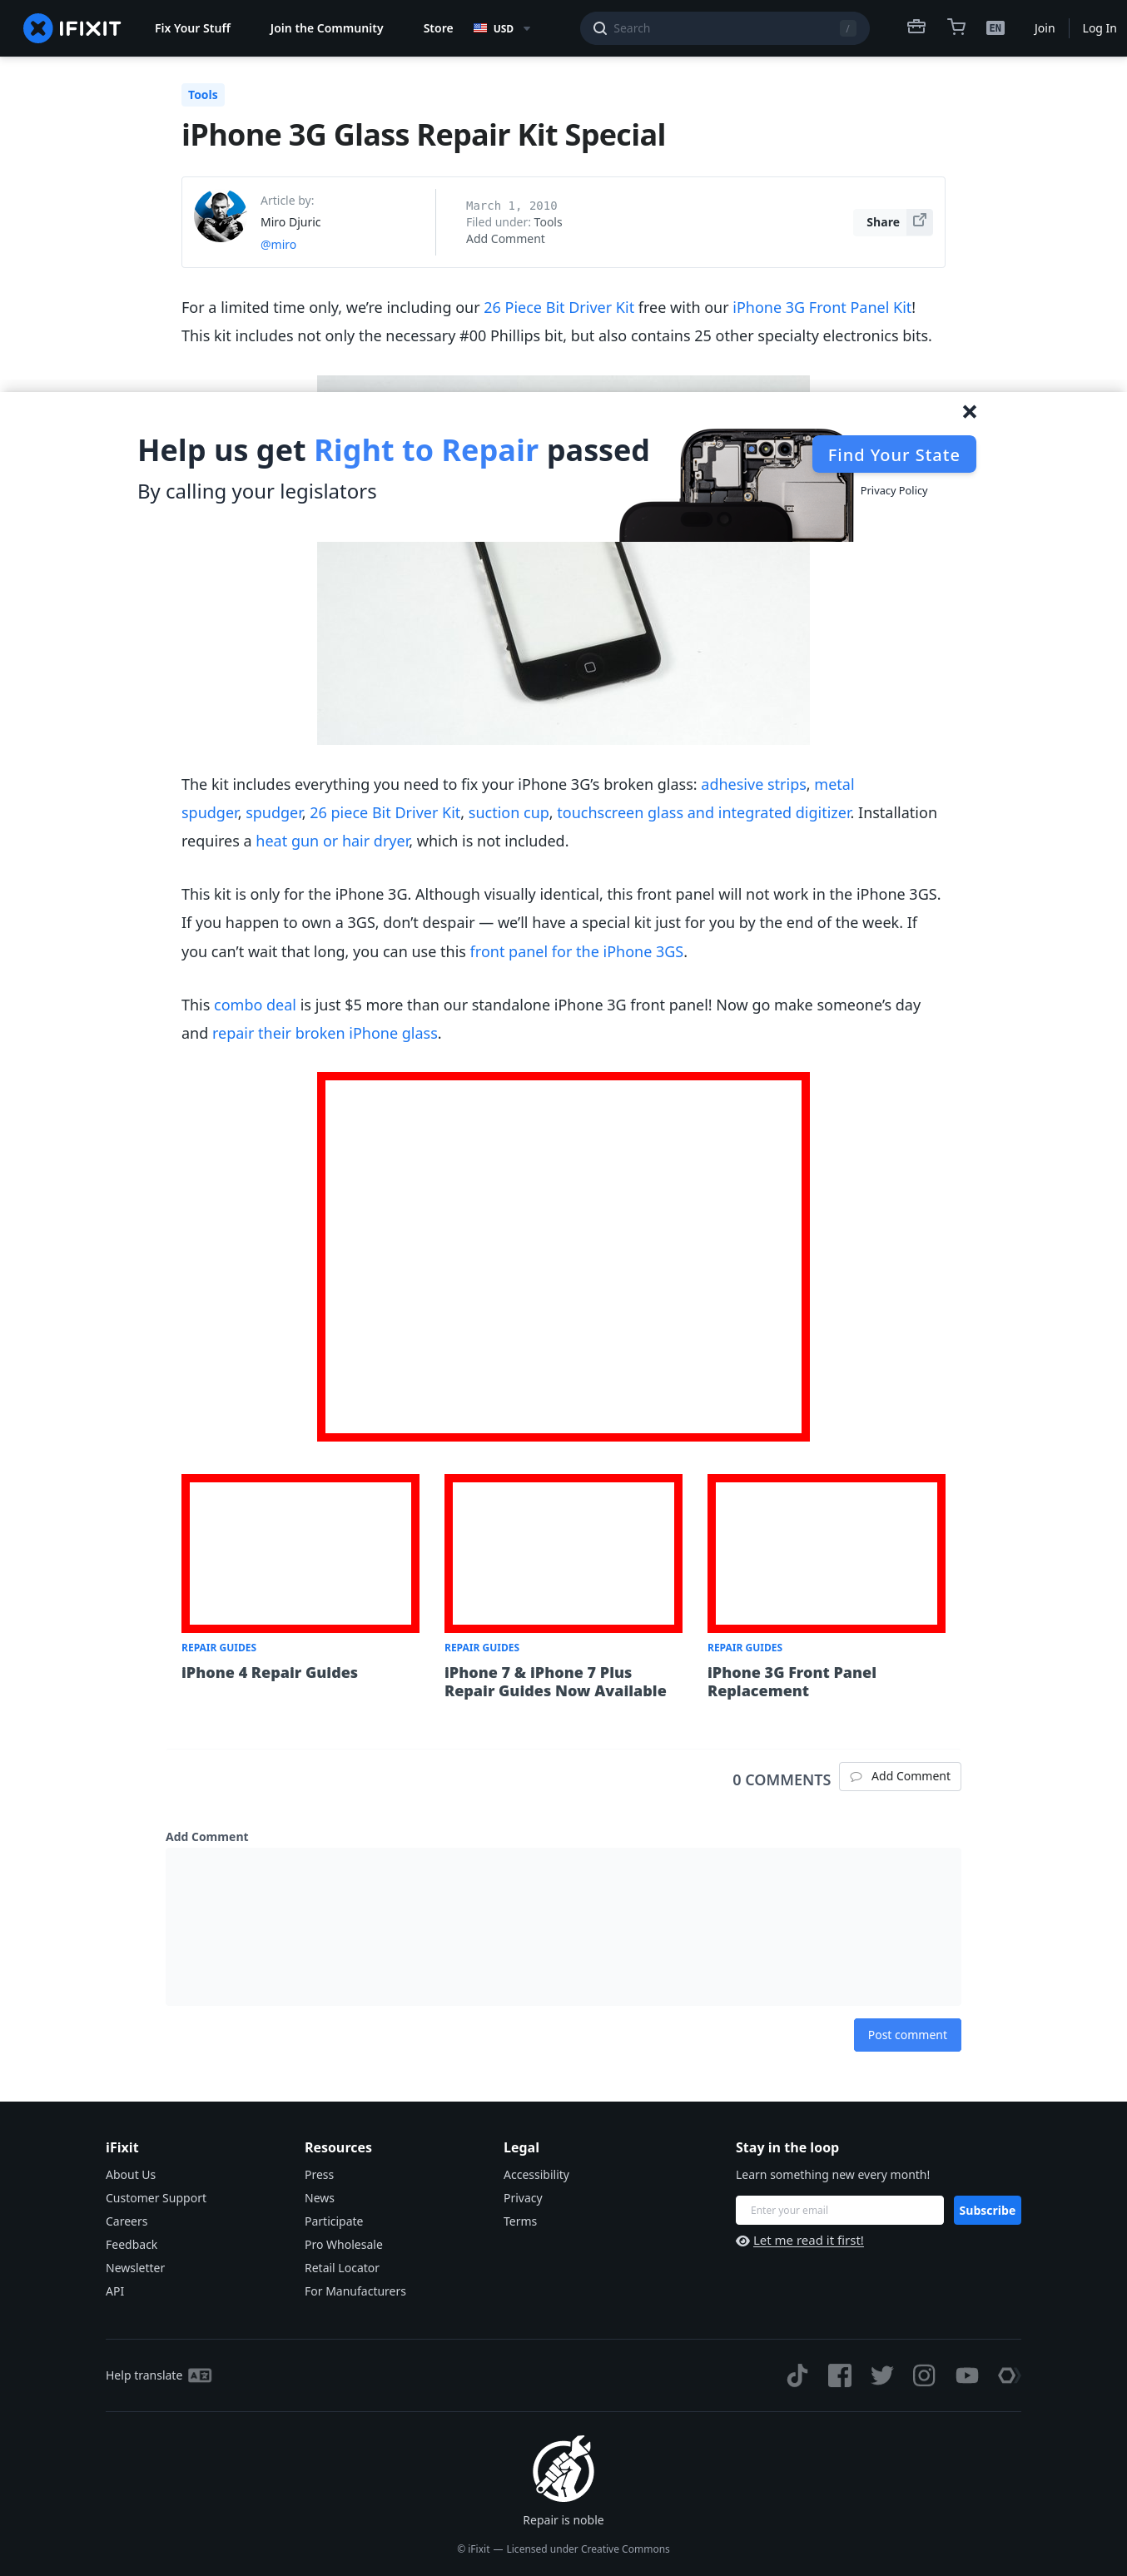 IFIXIT
Fix Your Stuff
Join the Community
Store
USD
Search
/
EN
Join
Log In
Tools
iPhone 3G Glass Repair Kit Special
Article by:
Miro Djuric
@miro
March 1, 2010
Filed under: Tools
Add Comment
Share
For a limited time only, we’re including our 26 Piece Bit Driver Kit free with our iPhone 3G Front Panel Kit!
This kit includes not only the necessary #00 Phillips bit, but also contains 25 other specialty electronics bits.
Help us get Right to Repair passed
By calling your legislators
Find Your State
Privacy Policy
The kit includes everything you need to fix your iPhone 3G’s broken glass: adhesive strips, metal
spudger, spudger, 26 piece Bit Driver Kit, suction cup, touchscreen glass and integrated digitizer. Installation
requires a heat gun or hair dryer, which is not included.
This kit is only for the iPhone 3G. Although visually identical, this front panel will not work in the iPhone 3GS.
If you happen to own a 3GS, don’t despair — we’ll have a special kit just for you by the end of the week. If
you can’t wait that long, you can use this front panel for the iPhone 3GS.
This combo deal is just $5 more than our standalone iPhone 3G front panel! Now go make someone’s day
and repair their broken iPhone glass.
REPAIR GUIDES
iPhone 4 Repair Guides
REPAIR GUIDES
iPhone 7 & iPhone 7 Plus
Repair Guides Now Available
REPAIR GUIDES
iPhone 3G Front Panel
Replacement
0 COMMENTS
Add Comment
Add Comment
Post comment
iFixit
About Us
Customer Support
Careers
Feedback
Newsletter
API
Resources
Press
News
Participate
Pro Wholesale
Retail Locator
For Manufacturers
Legal
Accessibility
Privacy
Terms
Stay in the loop
Learn something new every month!
Enter your email
Subscribe
Let me read it first!
Help translate
Repair is noble
© iFixit — Licensed under Creative Commons